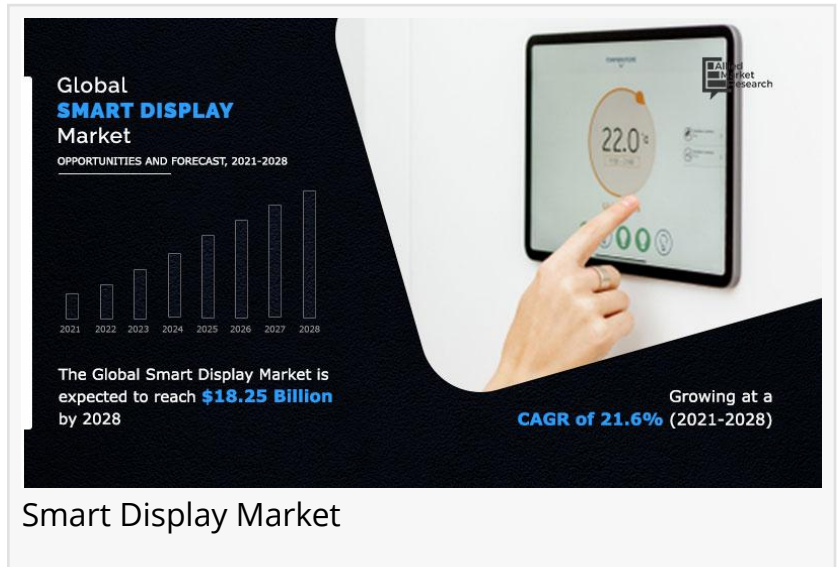 Global
SMART DISPLAY
Market
OPPORTUNITIES AND FORECAST, 2021-2028
22.0
Allied
Market
Research
2021 2022 2023 2024 2025 2026 2027 2028
The Global Smart Display Market is
expected to reach $18.25 Billion
by 2028
Growing at a
CAGR of 21.6% (2021-2028)
Smart Display Market